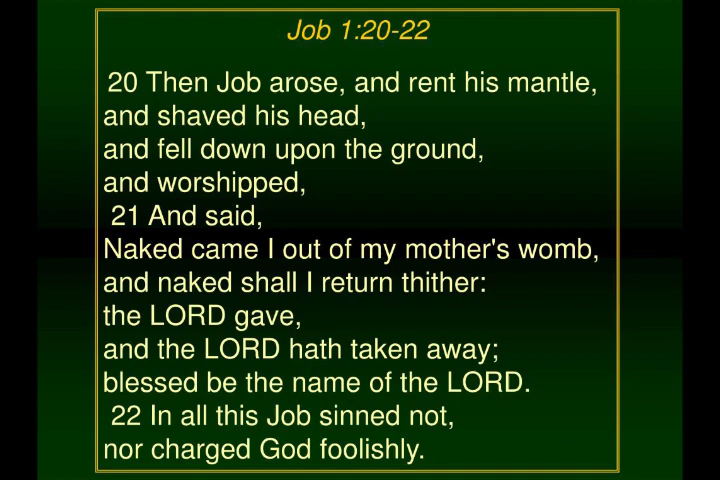 Job 1:20-22
20 Then Job arose, and rent his mantle,
and shaved his head,
and fell down upon the ground,
and worshipped,
21 And said,
Naked came I out of my mother's womb,
and naked shall I return thither:
the LORD gave,
and the LORD hath taken away;
blessed be the name of the LORD.
22 In all this Job sinned not,
nor charged God foolishly.